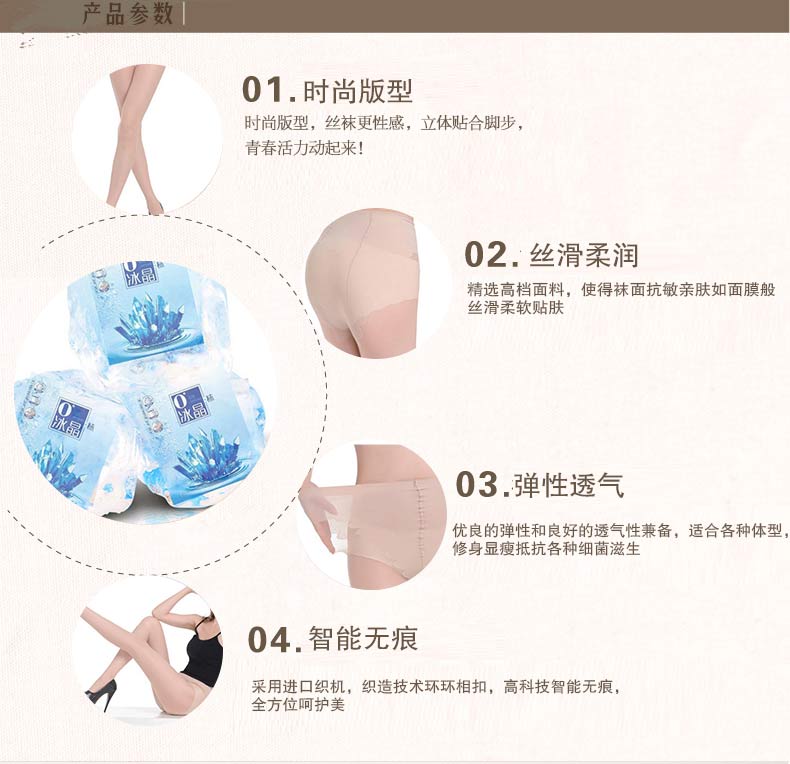 产品参数
01.时尚版型
时尚版型，丝袜更性感，立体贴合脚步，
青春活力动起来！
02.丝滑柔润
精选高档面料，使得袜面抗敏亲肤如面膜般
丝滑柔软贴肤
冰晶
冰晶
冰晶
03.弹性透气
优良的弹性和良好的透气性兼备，适合各种体型，
修身显瘦抵抗各种细菌滋生
04.智能无痕
采用进口织机，织造技术环环相扣，高科技智能无痕，
全方位呵护美